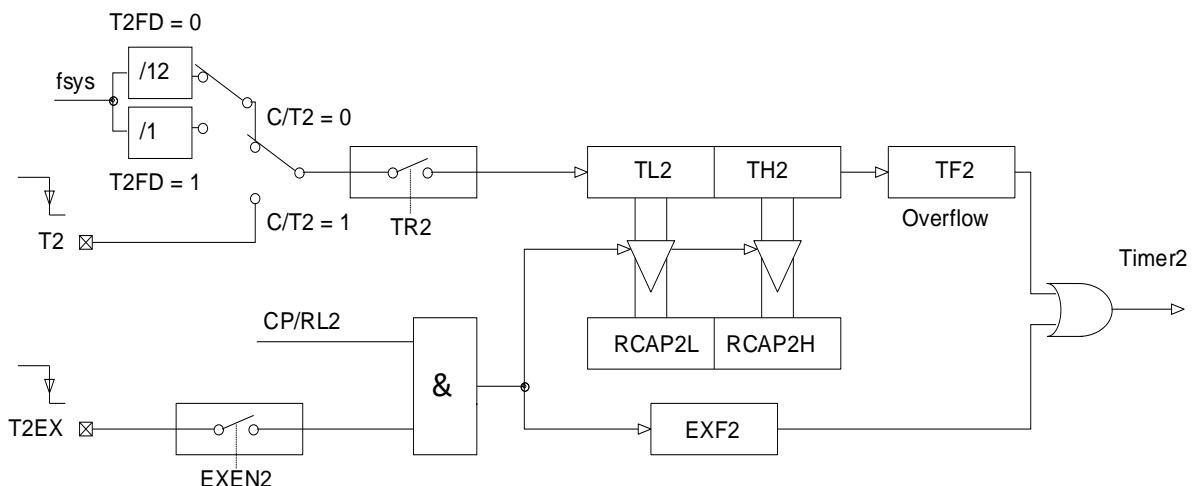 T2FD = 0
/12
fsys
C/T2 = 0
/1
T2FD = 1
TL2
TH2
TF2
Overflow
C/T2 = 1
TR2
T2
Timer2
CP/RL2
RCAP2L
RCAP2H
&
T2EX
EXF2
EXEN2